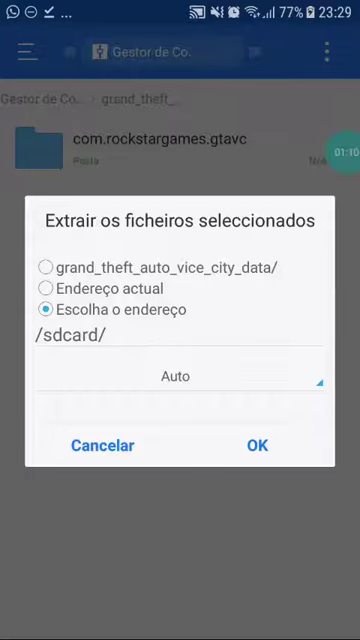 ... 77% 23:29
Gestor de Co.
Gestor de Co... > grand_theft_...
com.rockstargames.gtavc
Pasta N/A
01:10
Extrair os ficheiros seleccionados
grand_theft_auto_vice_city_data/
Endereço actual
Escolha o endereço
/sdcard/
Auto
Cancelar OK